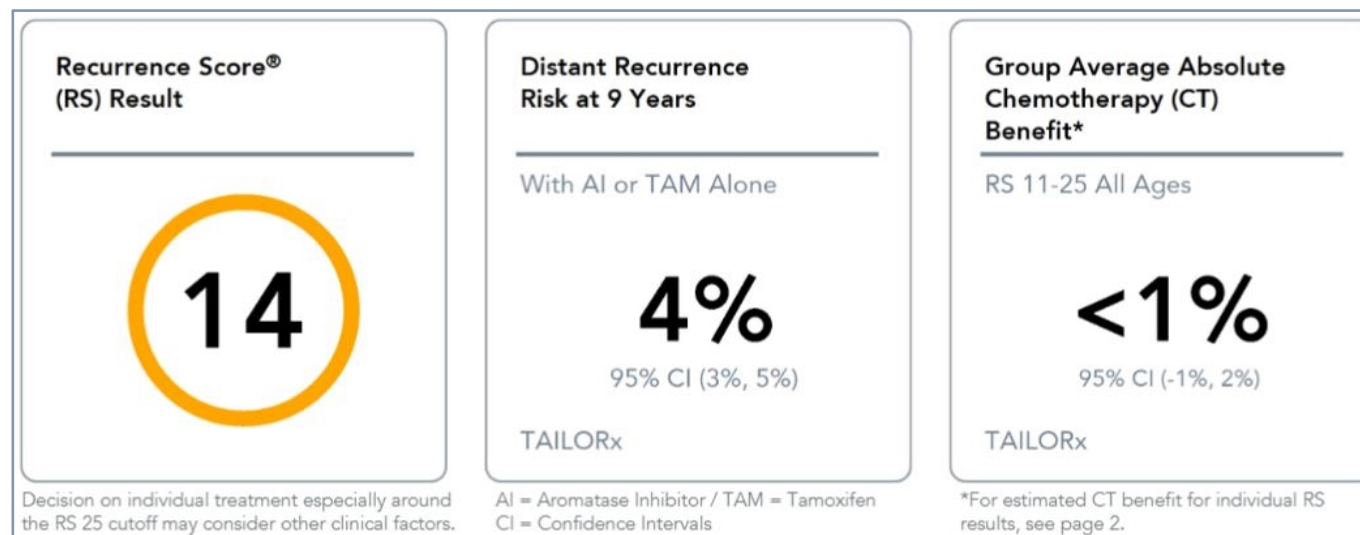 Recurrence Score®
(RS) Result
14
Decision on individual treatment especially around
the RS 25 cutoff may consider other clinical factors.
Distant Recurrence
Risk at 9 Years
With AI or TAM Alone
4%
95% CI (3%, 5%)
TAILORx
AI = Aromatase Inhibitor / TAM = Tamoxifen
CI = Confidence Intervals
Group Average Absolute
Chemotherapy (CT)
Benefit*
RS 11-25 All Ages
<1%
95% CI (-1%, 2%)
TAILORx
*For estimated CT benefit for individual RS
results, see page 2.